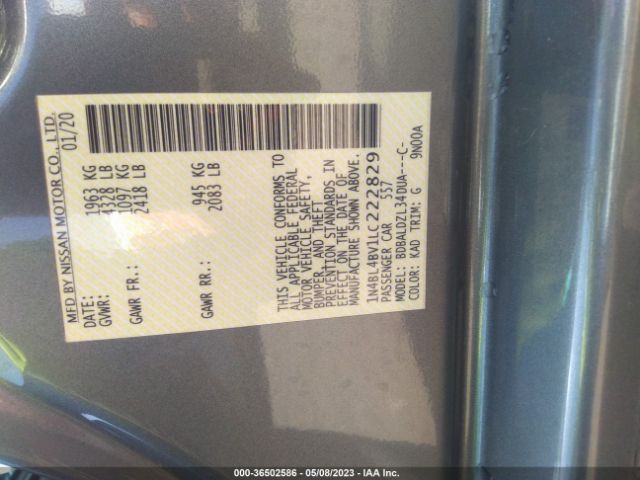 MFD BY NISSAN MOTOR CO., LTD.
DATE: 01/20
GVWR: 1963 KG
4328 LB
GAWR FR.: 1097 KG
2418 LB
GAWR RR.: 945 KG
2083 LB
THIS VEHICLE CONFORMS TO
ALL APPLICABLE FEDERAL
MOTOR VEHICLE SAFETY,
BUMPER, AND THEFT
PREVENTION STANDARDS IN
EFFECT ON THE DATE OF
MANUFACTURE SHOWN ABOVE.
1N4BL4BV1LC222829
PASSENGER CAR 557
MODEL: BDBALDZL34DUA---C-
COLOR: KAD TRIM: G 9N00A
000-36502586 - 05/08/2023 - IAA Inc.